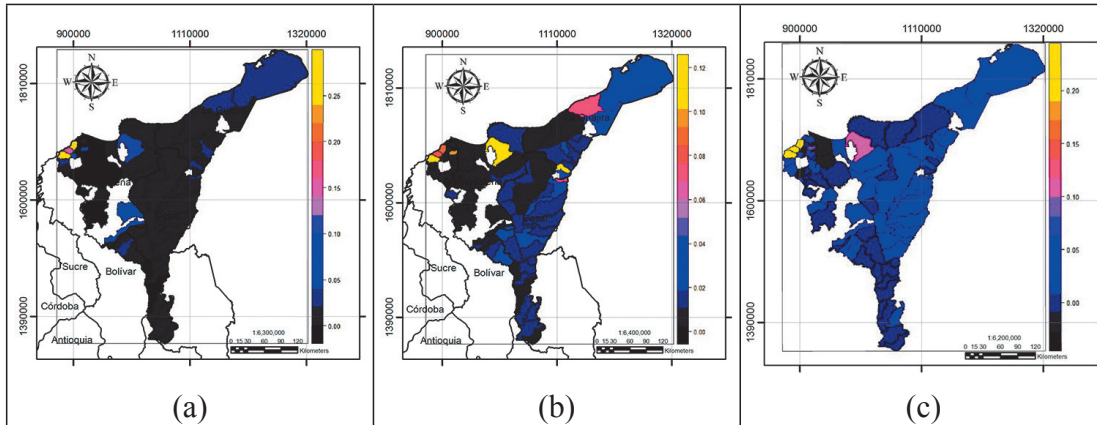 900000 1110000 1320000
N
W E
S
1810000
1600000
1390000
0.25
0.20
0.15
0.10
0.05
0.00
Sucre
Bolívar
Córdoba
Antioquia
1:6,300,000
0 15 30 60 90 120
Kilometers
(a)
900000 1110000 1320000
N
W E
S
1810000
1600000
1390000
0.12
0.10
0.08
0.06
0.04
0.02
0.00
Sucre
Bolívar
Córdoba
Antioquia
1:6,400,000
0 15 30 60 90 120
Kilometers
(b)
900000 1110000 1320000
N
W E
S
1810000
1600000
1390000
0.20
0.15
0.10
0.05
0.00
1:6,200,000
0 15 30 60 90 120
Kilometers
(c)